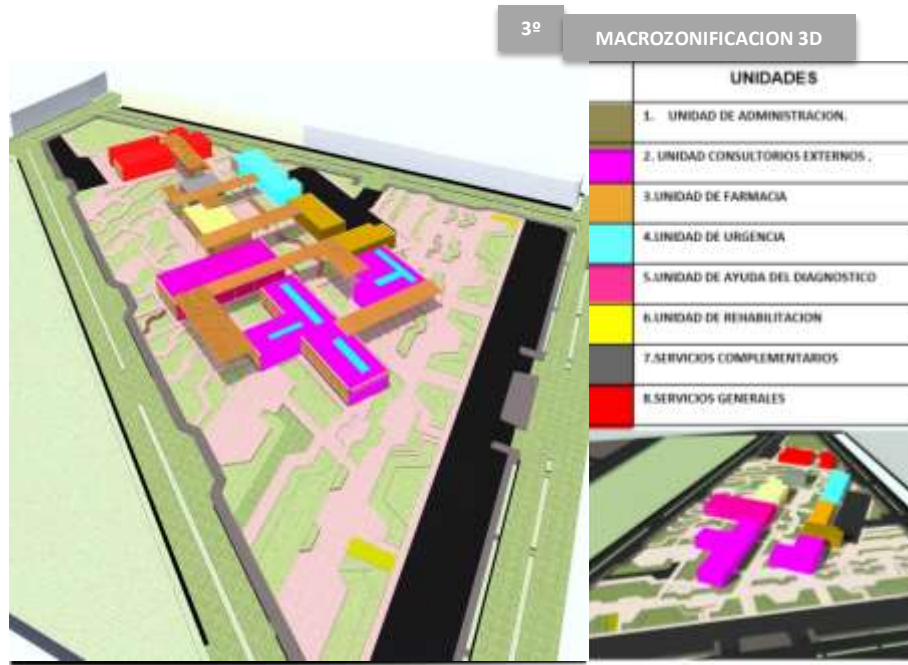 3º
MACROZONIFICACION 3D
UNIDADES
1. UNIDAD DE ADMINISTRACION.
2. UNIDAD CONSULTORIOS EXTERNOS .
3.UNIDAD DE FARMACIA
4.UNIDAD DE URGENCIA
5.UNIDAD DE AYUDA DEL DIAGNOSTICO
6.UNIDAD DE REHABILITACION
7.SERVICIOS COMPLEMENTARIOS
8.SERVICIOS GENERALES